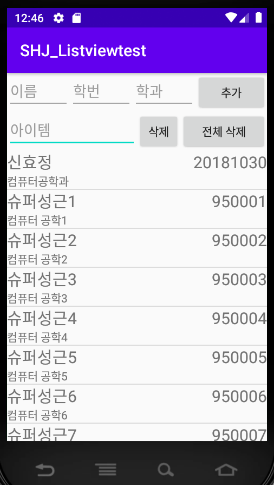 12:46
SHJ_Listviewtest
이름 학번 학과 추가
아이템 삭제 전체 삭제
신효정 20181030
컴퓨터공학과
슈퍼성근1 950001
컴퓨터 공학1
슈퍼성근2 950002
컴퓨터 공학2
슈퍼성근3 950003
컴퓨터 공학3
슈퍼성근4 950004
컴퓨터 공학4
슈퍼성근5 950005
컴퓨터 공학5
슈퍼성근6 950006
컴퓨터 공학6
슈퍼성근7 950007